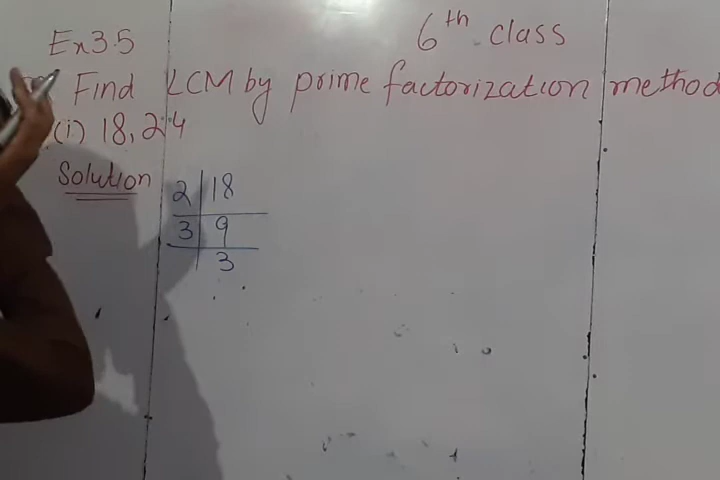 Ex 3.5
6th class
Find LCM by prime factorization method
(i) 18, 24
Solution
2 | 18
3 | 9
3